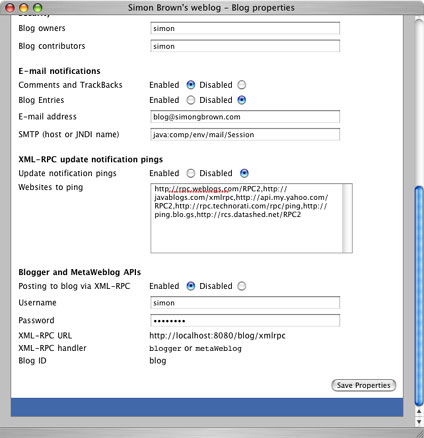 Simon Brown's weblog - Blog properties
Security
Blog owners simon
Blog contributors simon
E-mail notifications
Comments and TrackBacks Enabled Disabled
Blog Entries Enabled Disabled
E-mail address blog@simongbrown.com
SMTP (host or JNDI name) java:comp/env/mail/Session
XML-RPC update notification pings
Update notification pings Enabled Disabled
Websites to ping http://rpc.weblogs.com/RPC2,http://
javablogs.com/xmlrpc,http://api.my.yahoo.com/
RPC2,http://rpc.technorati.com/rpc/ping,http://
ping.blo.gs,http://rcs.datashed.net/RPC2
Blogger and MetaWeblog APIs
Posting to blog via XML-RPC Enabled Disabled
Username simon
Password ••••••••
XML-RPC URL http://localhost:8080/blog/xmlrpc
XML-RPC handler blogger or metaWeblog
Blog ID blog
Save Properties